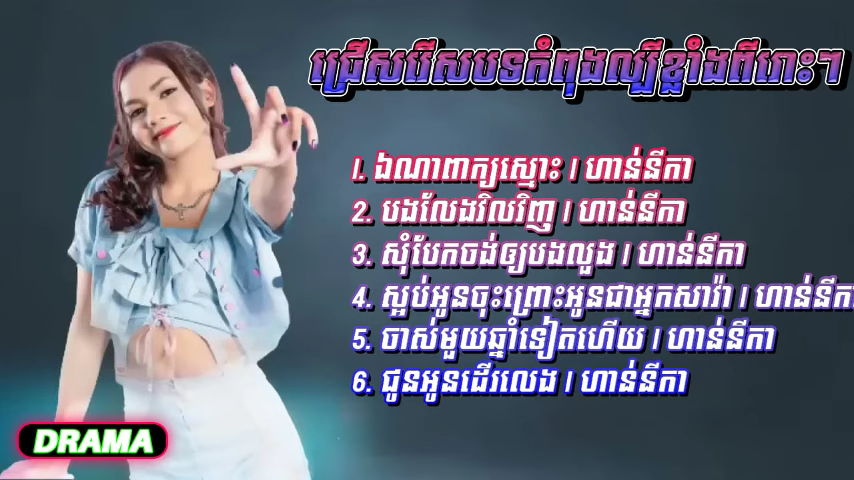 ជ្រើសរើសបទកំពុងល្បីខ្លាំងពីរោះៗ
1. ឯណាពាក្យស្មោះ | ហាន់នីកា
2. បងលែងវិលវិញ | ហាន់នីកា
3. សុំបែកចង់ឲ្យបងលួង | ហាន់នីកា
4. ស្អប់អូនចុះព្រោះអូនជាអ្នកសាវ៉ា | ហាន់នីកា
5. ចាស់មួយឆ្នាំទៀតហើយ | ហាន់នីកា
6. ជូនអូនដើរលេង | ហាន់នីកា
DRAMA